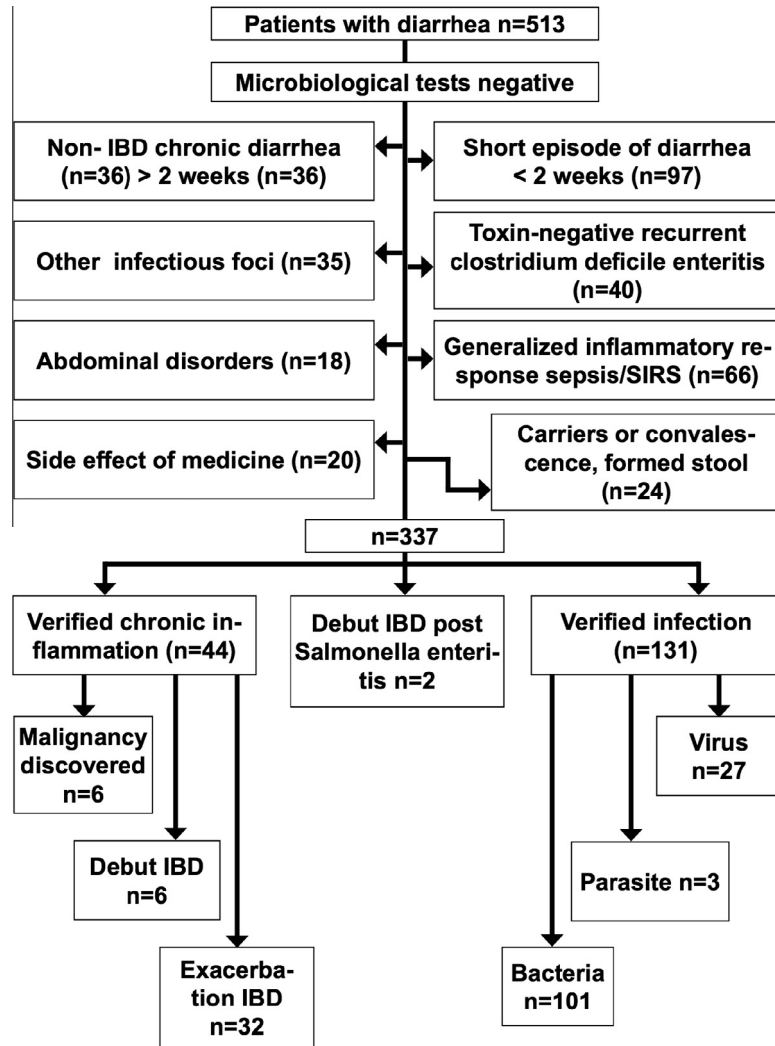 Patients with diarrhea n=513
Microbiological tests negative
Non- IBD chronic diarrhea
(n=36) > 2 weeks (n=36)
Short episode of diarrhea
< 2 weeks (n=97)
Other infectious foci (n=35)
Toxin-negative recurrent
clostridium deficile enteritis
(n=40)
Abdominal disorders (n=18)
Generalized inflammatory re-
sponse sepsis/SIRS (n=66)
Side effect of medicine (n=20)
Carriers or convales-
cence, formed stool
(n=24)
n=337
Verified chronic in-
flammation (n=44)
Debut IBD post
Salmonella enteri-
tis n=2
Verified infection
(n=131)
Malignancy
discovered
n=6
Virus
n=27
Debut IBD
n=6
Parasite n=3
Exacerba-
tion IBD
n=32
Bacteria
n=101